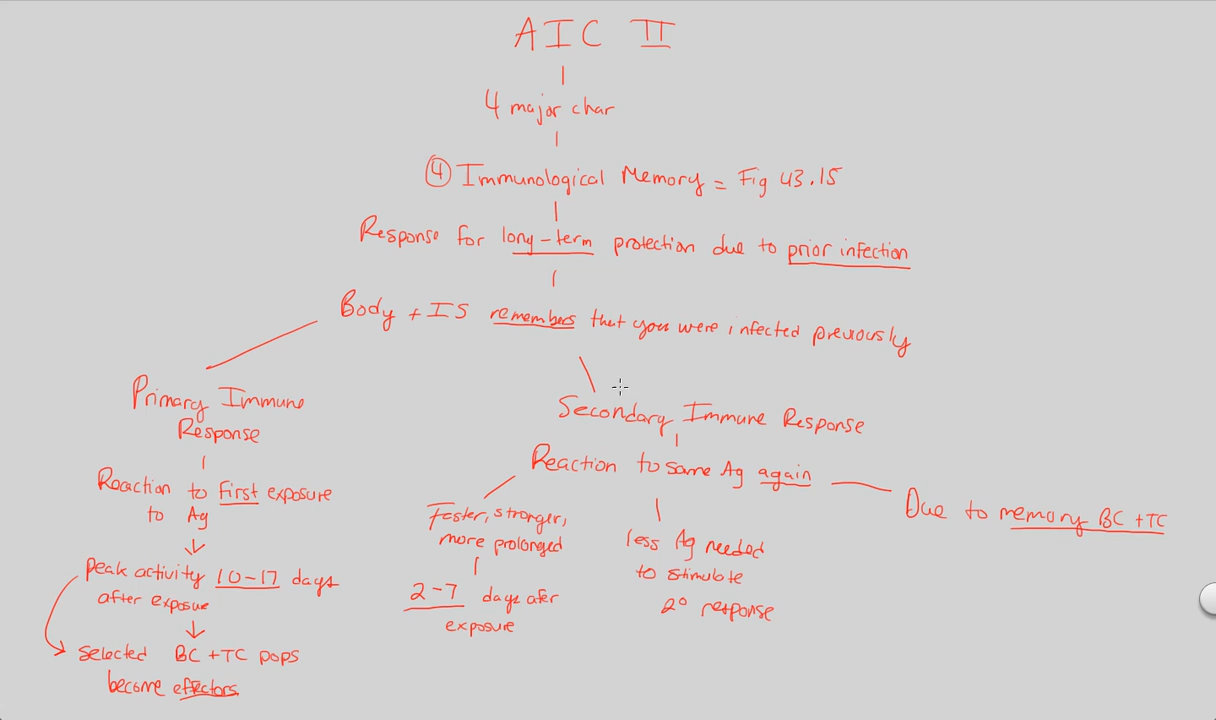 AIC II
4 major char
④ Immunological Memory = Fig 43.15
Response for long-term protection due to prior infection
Body + IS remembers that you were infected previously
Primary Immune
Response
Reaction to first exposure
to Ag
peak activity 10-17 days
after exposure
selected BC + TC pops
become effectors.
Secondary Immune Response
Reaction to same Ag again
Faster, stronger,
more prolonged
2-7 days afer
exposure
less Ag needed
to stimulate
2° response
Due to memory BC + TC